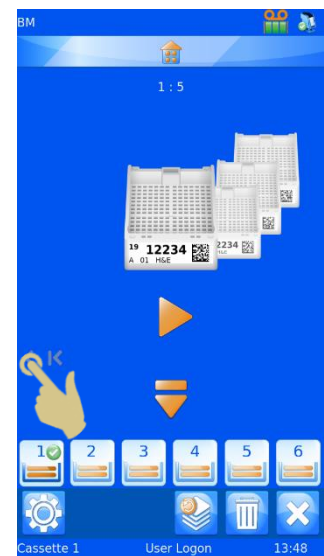 BM
1 : 5
19 12234
A 01 H&E
2234
H&E
1 2 3 4 5 6
Cassette 1 User Logon 13:48